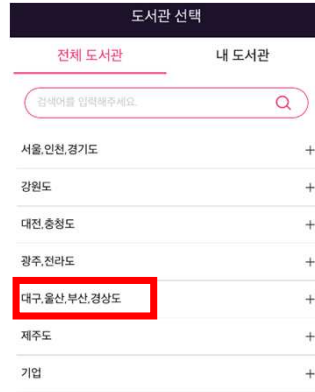 도서관 선택
전체 도서관 내 도서관
검색어를 입력해주세요.
서울,인천,경기도
강원도
대전,충청도
광주,전라도
대구,울산,부산,경상도
제주도
기업